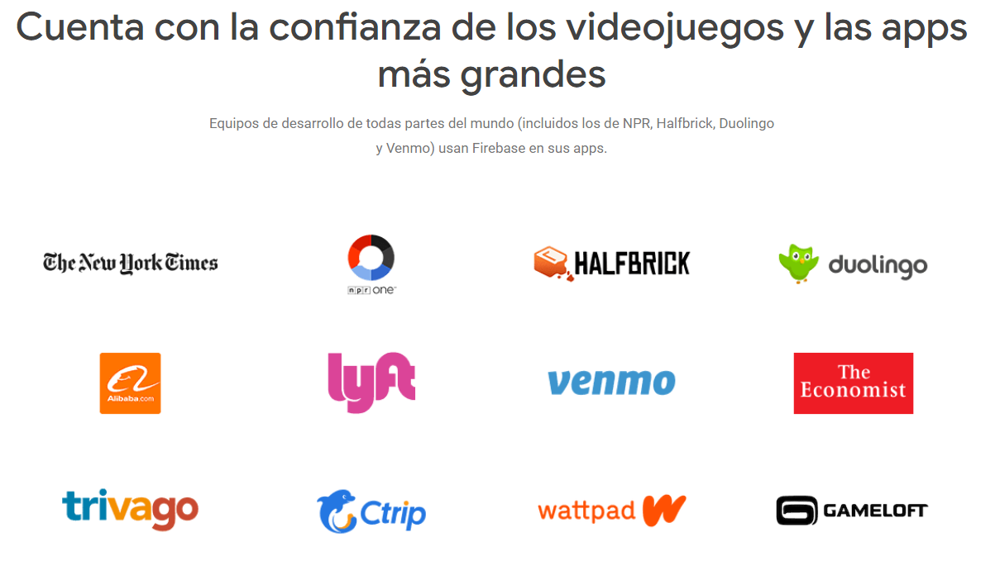 Cuenta con la confianza de los videojuegos y las apps
más grandes
Equipos de desarrollo de todas partes del mundo (incluidos los de NPR, Halfbrick, Duolingo
y Venmo) usan Firebase en sus apps.
The New York Times
npr one
HALFBRICK
duolingo
Alibaba.com
lyft
venmo
The
Economist
trivago
Ctrip
wattpad
GAMELOFT